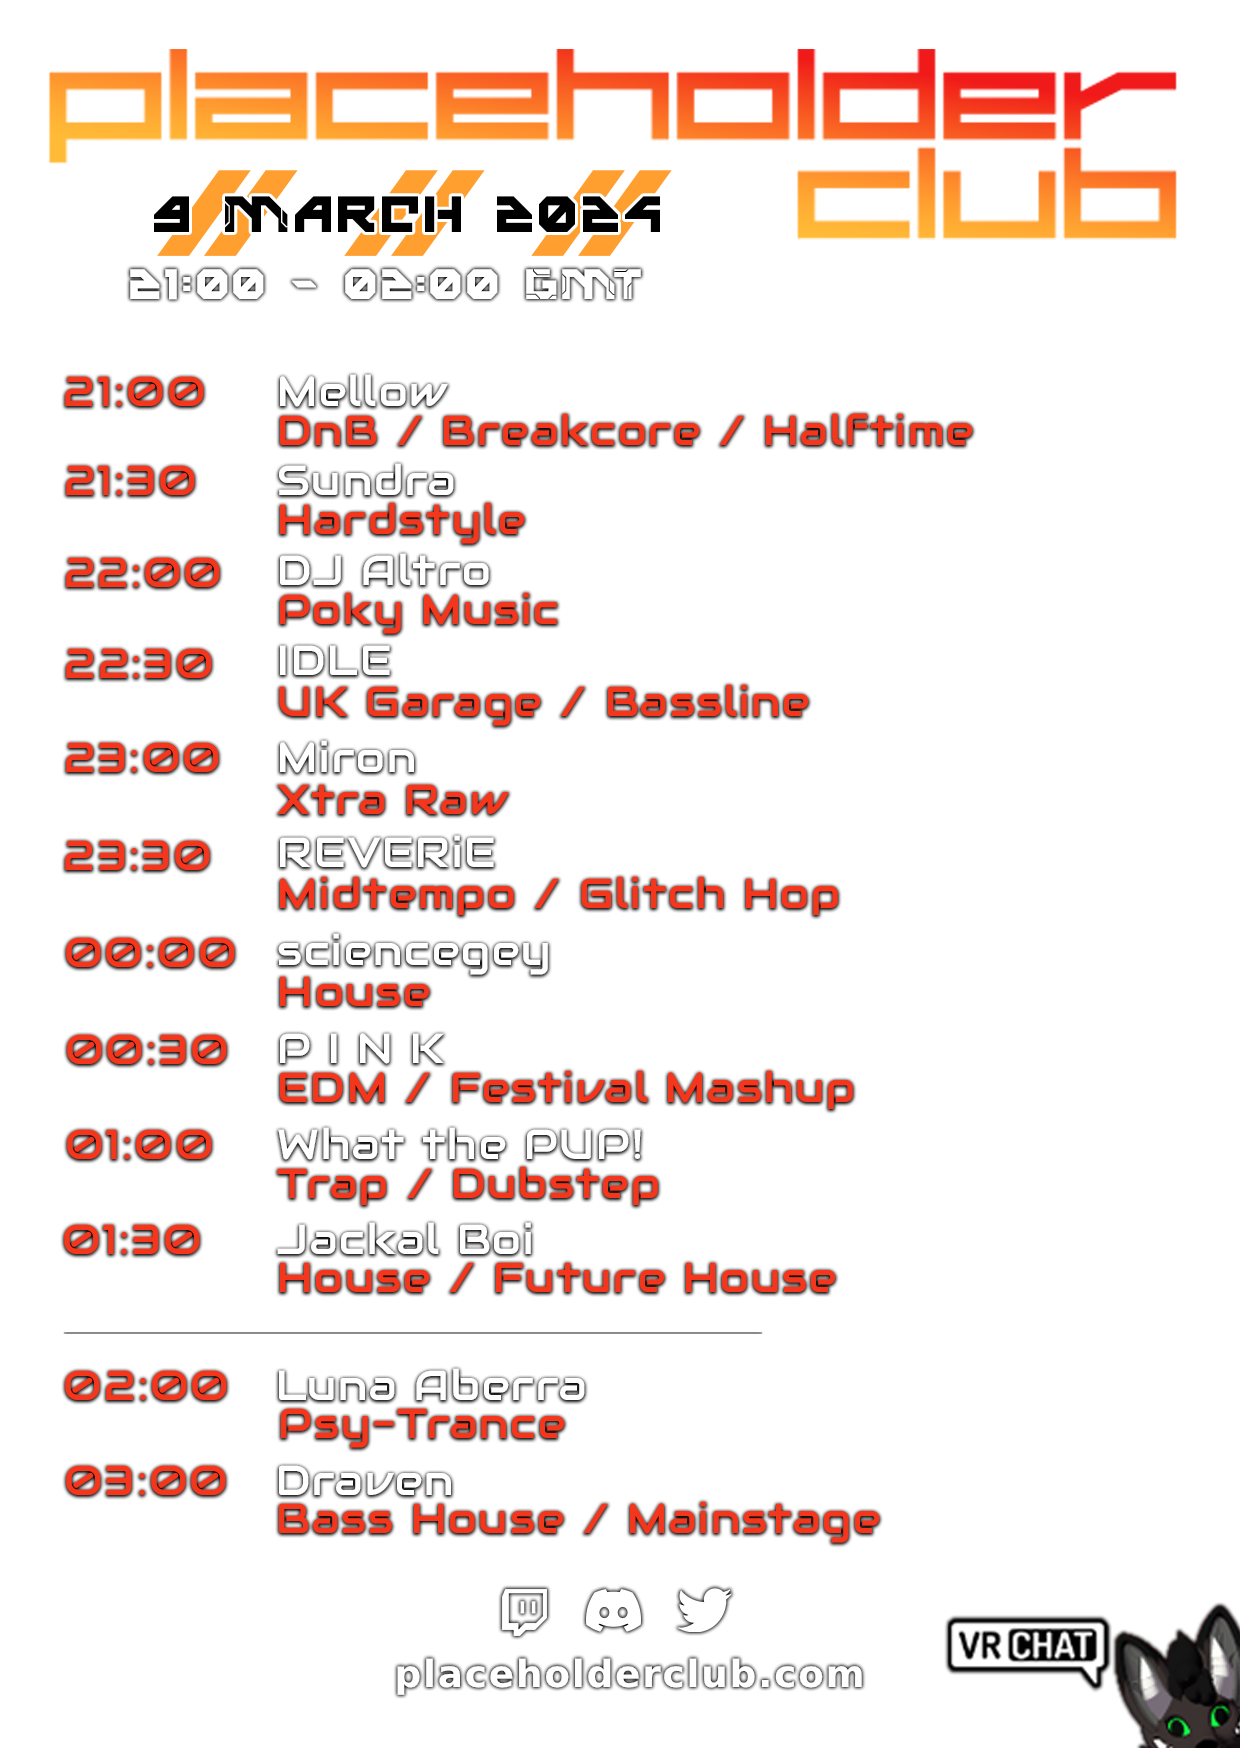 placeholder
club
9 MARCH 2024
21:00 - 02:00 GMT
21:00 Mellow
DnB / Breakcore / Halftime
21:30 Sundra
Hardstyle
22:00 DJ Altro
Poky Music
22:30 IDLE
UK Garage / Bassline
23:00 Miron
Xtra Raw
23:30 REVERiE
Midtempo / Glitch Hop
00:00 sciencegey
House
00:30 P I N K
EDM / Festival Mashup
01:00 What the PUP!
Trap / Dubstep
01:30 Jackal Boi
House / Future House
02:00 Luna Aberra
Psy-Trance
03:00 Draven
Bass House / Mainstage
placeholderclub.com
VRCHAT